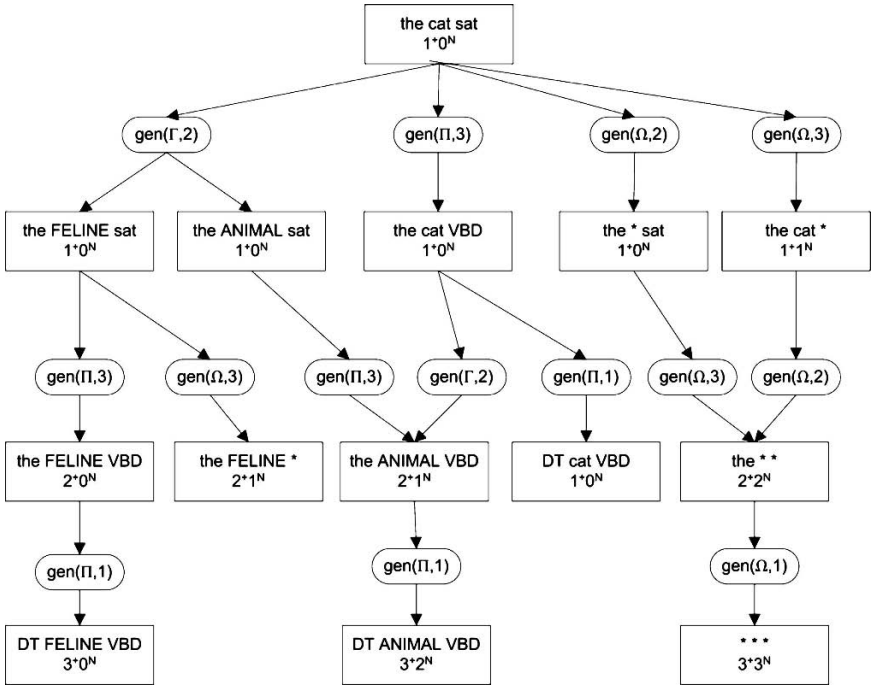 the cat sat
1⁺0ᴺ
gen(Γ,2)
gen(Π,3)
gen(Ω,2)
gen(Ω,3)
the FELINE sat
1⁺0ᴺ
the ANIMAL sat
1⁺0ᴺ
the cat VBD
1⁺0ᴺ
the * sat
1⁺0ᴺ
the cat *
1⁺1ᴺ
gen(Π,3)
gen(Ω,3)
gen(Π,3)
gen(Γ,2)
gen(Π,1)
gen(Ω,3)
gen(Ω,2)
the FELINE VBD
2⁺0ᴺ
the FELINE *
2⁺1ᴺ
the ANIMAL VBD
2⁺1ᴺ
DT cat VBD
1⁺0ᴺ
the * *
2⁺2ᴺ
gen(Π,1)
gen(Π,1)
gen(Ω,1)
DT FELINE VBD
3⁺0ᴺ
DT ANIMAL VBD
3⁺2ᴺ
* * *
3⁺3ᴺ